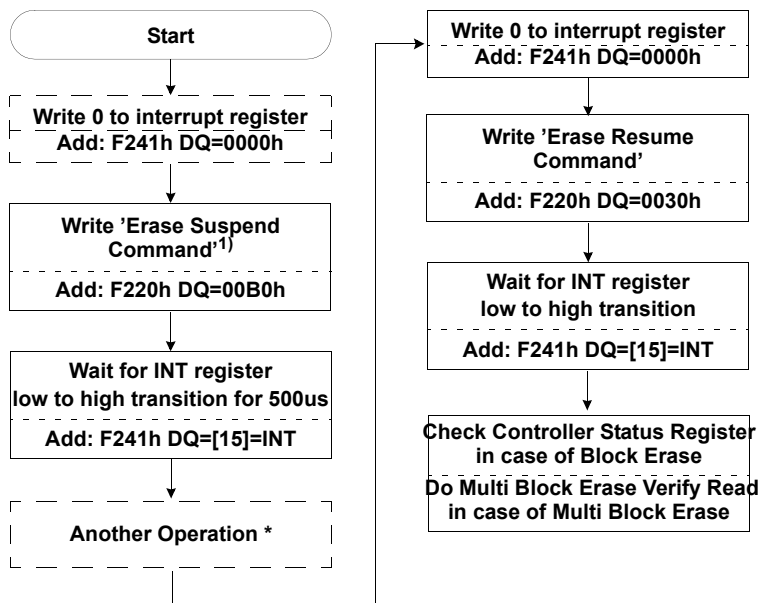 Start
Write 0 to interrupt register
Add: F241h DQ=0000h
Write 'Erase Suspend
Command'1)
Add: F220h DQ=00B0h
Wait for INT register
low to high transition for 500us
Add: F241h DQ=[15]=INT
Another Operation *
Write 0 to interrupt register
Add: F241h DQ=0000h
Write 'Erase Resume
Command'
Add: F220h DQ=0030h
Wait for INT register
low to high transition
Add: F241h DQ=[15]=INT
Check Controller Status Register
in case of Block Erase
Do Multi Block Erase Verify Read
in case of Multi Block Erase